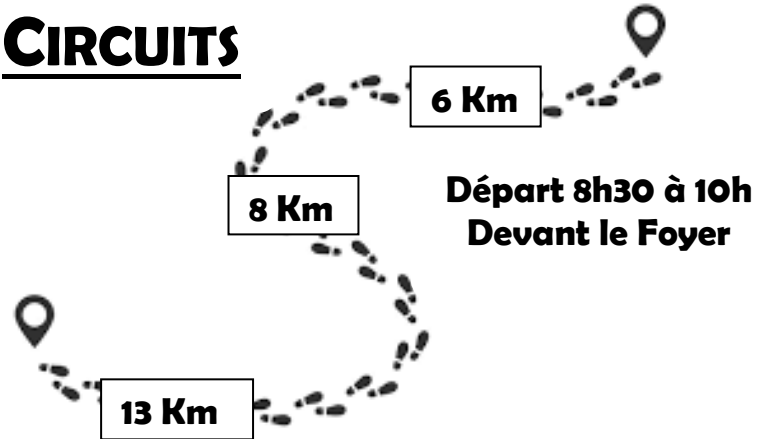 CIRCUITS
6 Km
8 Km
Départ 8h30 à 10h
Devant le Foyer
13 Km